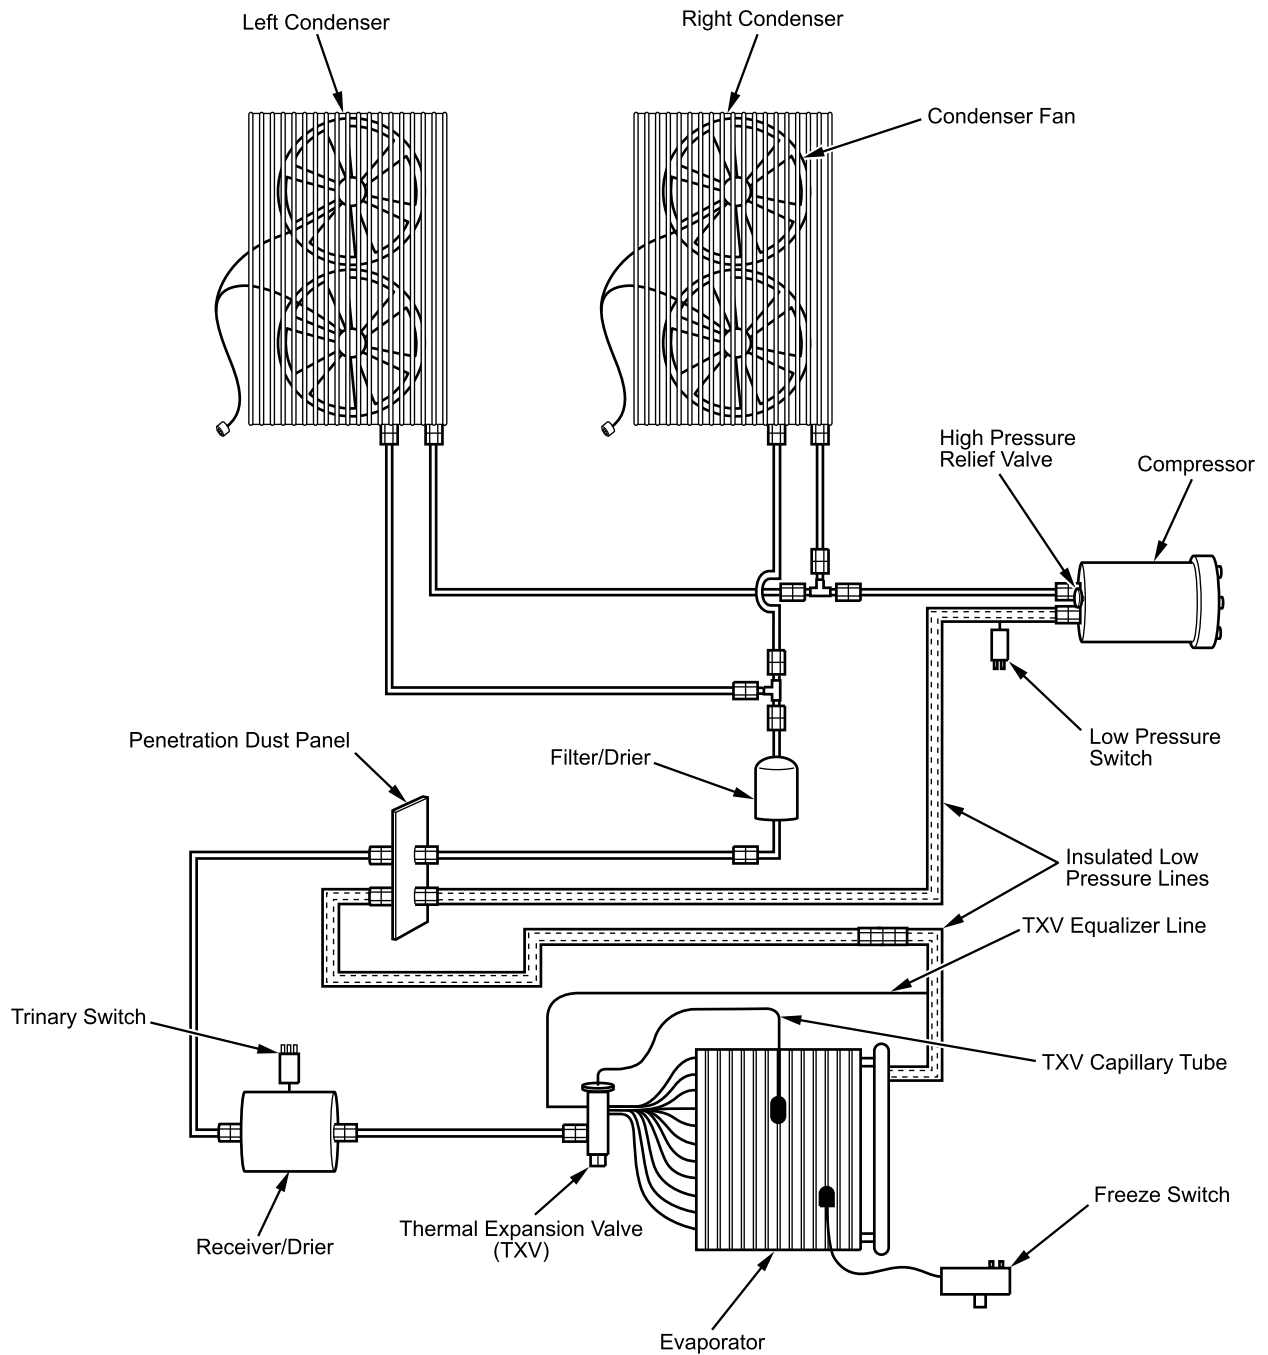 Left Condenser
Right Condenser
Condenser Fan
High Pressure
Relief Valve
Compressor
Low Pressure
Switch
Penetration Dust Panel
Filter/Drier
Insulated Low
Pressure Lines
TXV Equalizer Line
Trinary Switch
TXV Capillary Tube
Freeze Switch
Thermal Expansion Valve
(TXV)
Receiver/Drier
Evaporator